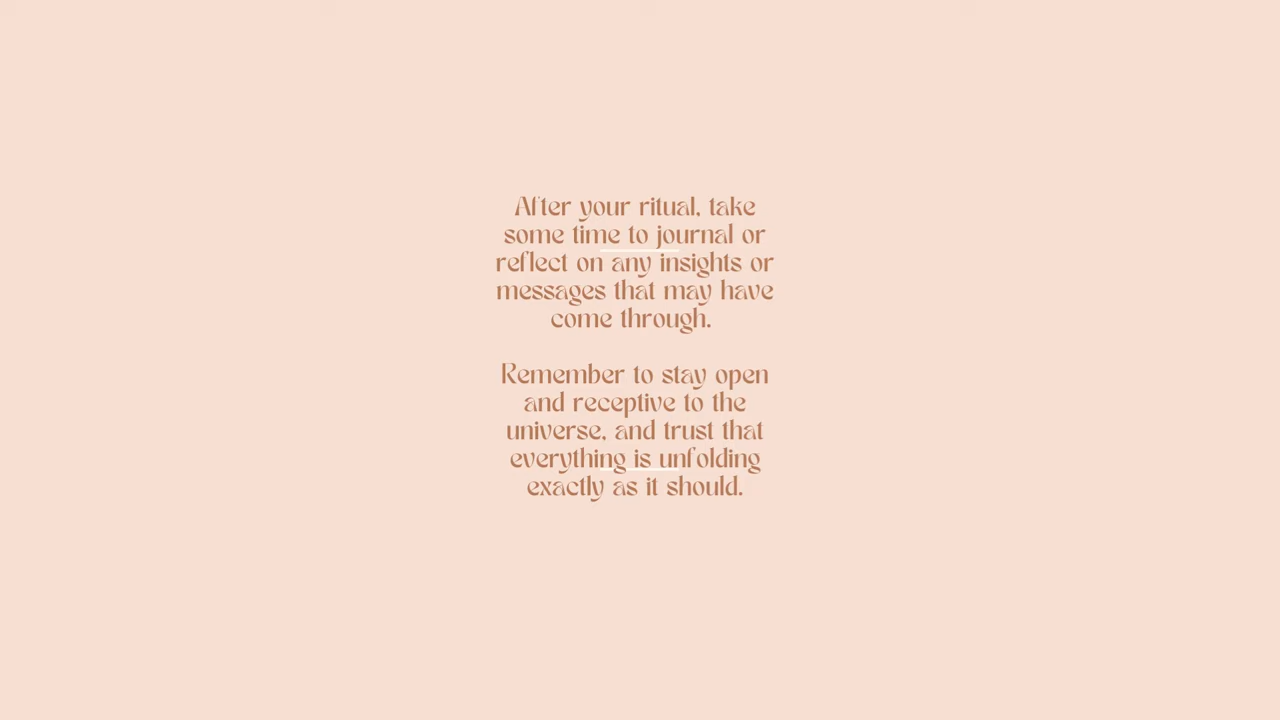 After your ritual, take
some time to journal or
reflect on any insights or
messages that may have
come through.
Remember to stay open
and receptive to the
universe, and trust that
everything is unfolding
exactly as it should.